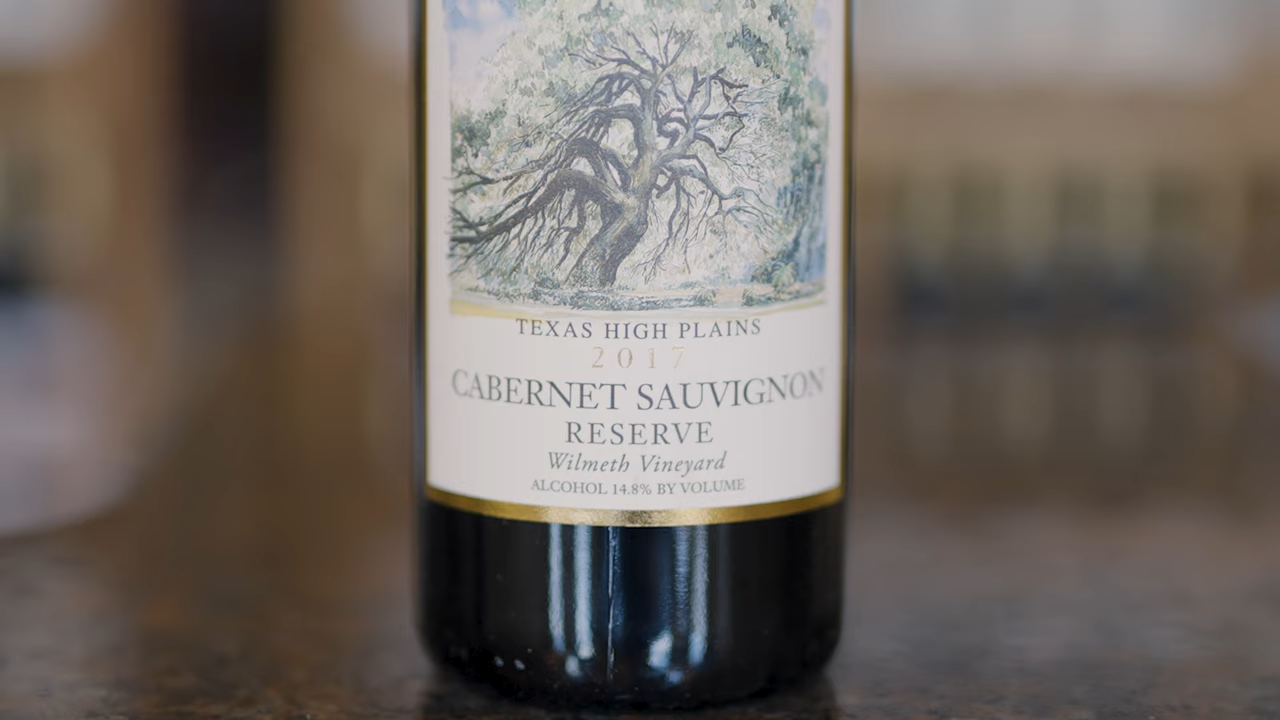 TEXAS HIGH PLAINS
2017
CABERNET SAUVIGNON
RESERVE
Wilmeth Vineyard
ALCOHOL 14.8% BY VOLUME